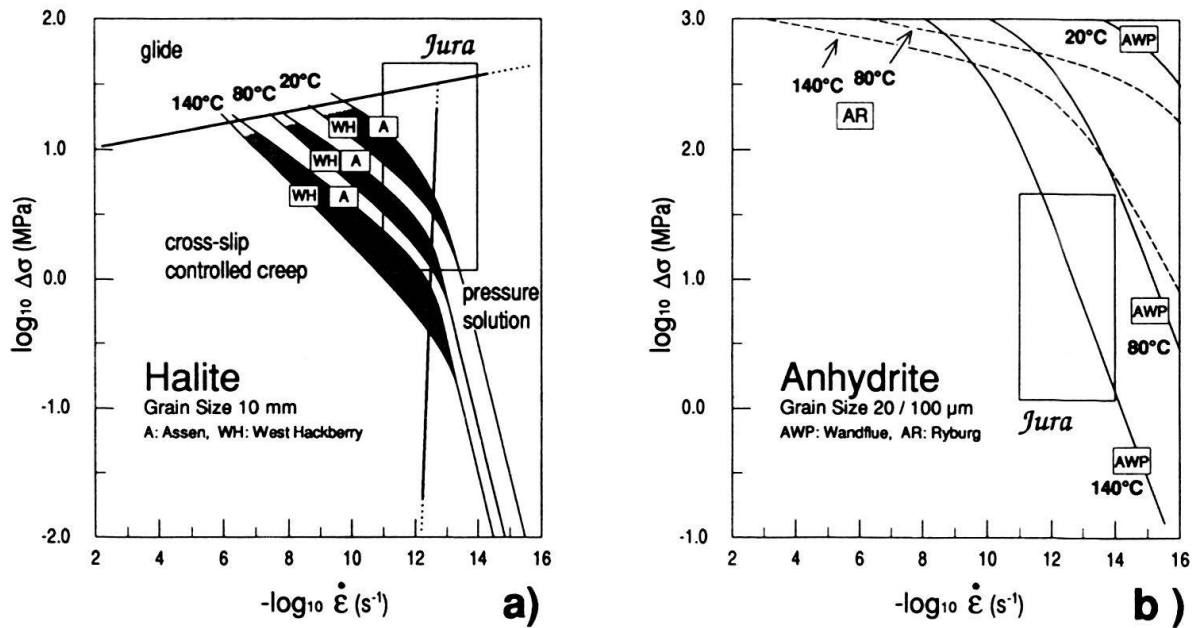 2.0
1.0
0.0
-1.0
-2.0
log₁₀ Δσ (MPa)
glide
Jura
140°C
80°C
20°C
WH
A
WH
A
WH
A
cross-slip
controlled creep
pressure
solution
Halite
Grain Size 10 mm
A: Assen, WH: West Hackberry
2 4 6 8 10 12 14 16
-log₁₀ ε̇ (s⁻¹)
a)
3.0
2.0
1.0
0.0
-1.0
log₁₀ Δσ (MPa)
20°C
AWP
140°C
80°C
AR
AWP
80°C
Anhydrite
Grain Size 20 / 100 µm
AWP: Wandflue, AR: Ryburg
Jura
AWP
140°C
2 4 6 8 10 12 14 16
-log₁₀ ε̇ (s⁻¹)
b )